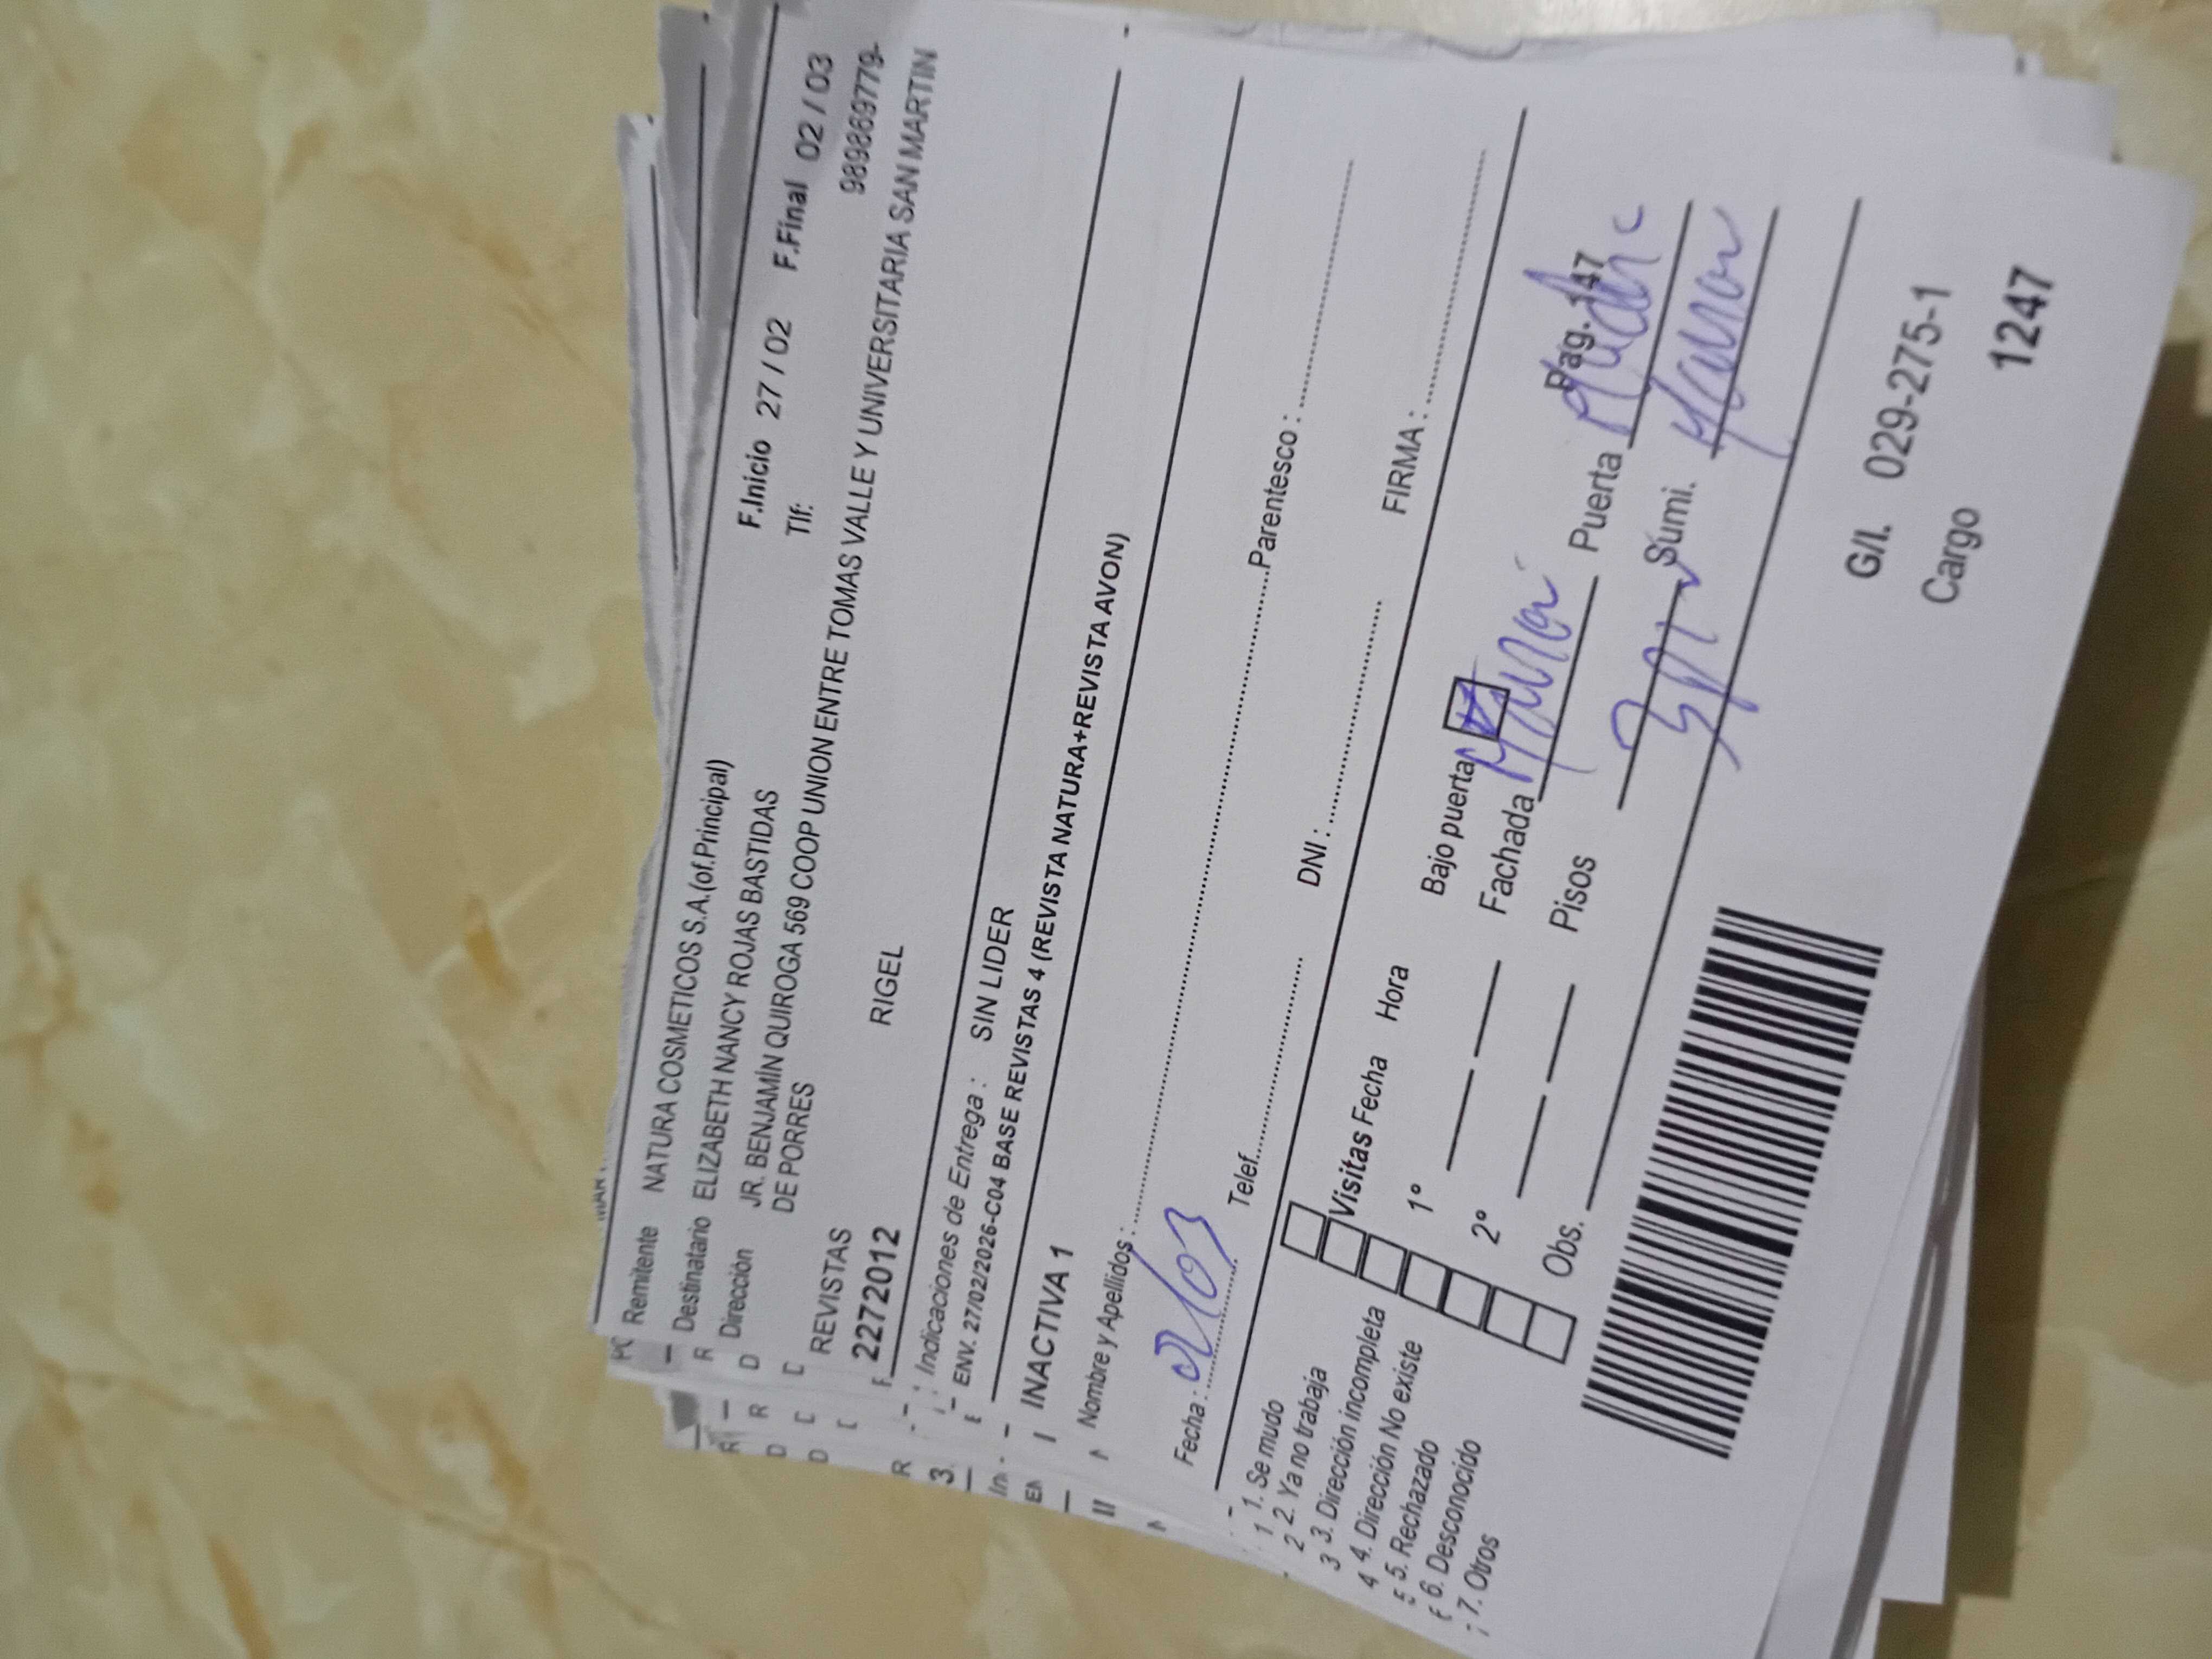 Remitente NATURA COSMETICOS S.A.(of.Principal)
Destinatario ELIZABETH NANCY ROJAS BASTIDAS
F.Inicio 27 / 02 F.Final 02 / 03
Dirección JR. BENJAMÍN QUIROGA 569 COOP UNION ENTRE TOMAS VALLE Y UNIVERSITARIA SAN MARTIN
DE PORRES
Tlf: 989869779-
REVISTAS
2272012 RIGEL
Indicaciones de Entrega : SIN LIDER
ENV. 27/02/2026-C04 BASE REVISTAS 4 (REVISTA NATURA+REVISTA AVON)
INACTIVA 1
Nombre y Apellidos : Parentesco :
Fecha : Telef. DNI : FIRMA :
1. Se mudo
2. Ya no trabaja
3. Dirección incompleta
4. Dirección No existe
5. Rechazado
6. Desconocido
7. Otros
Visitas Fecha Hora
1º
2º
Obs.
Bajo puerta
Pag. 147
Fachada Puerta
Pisos Sumi.
G/I. 029-275-1
Cargo 1247